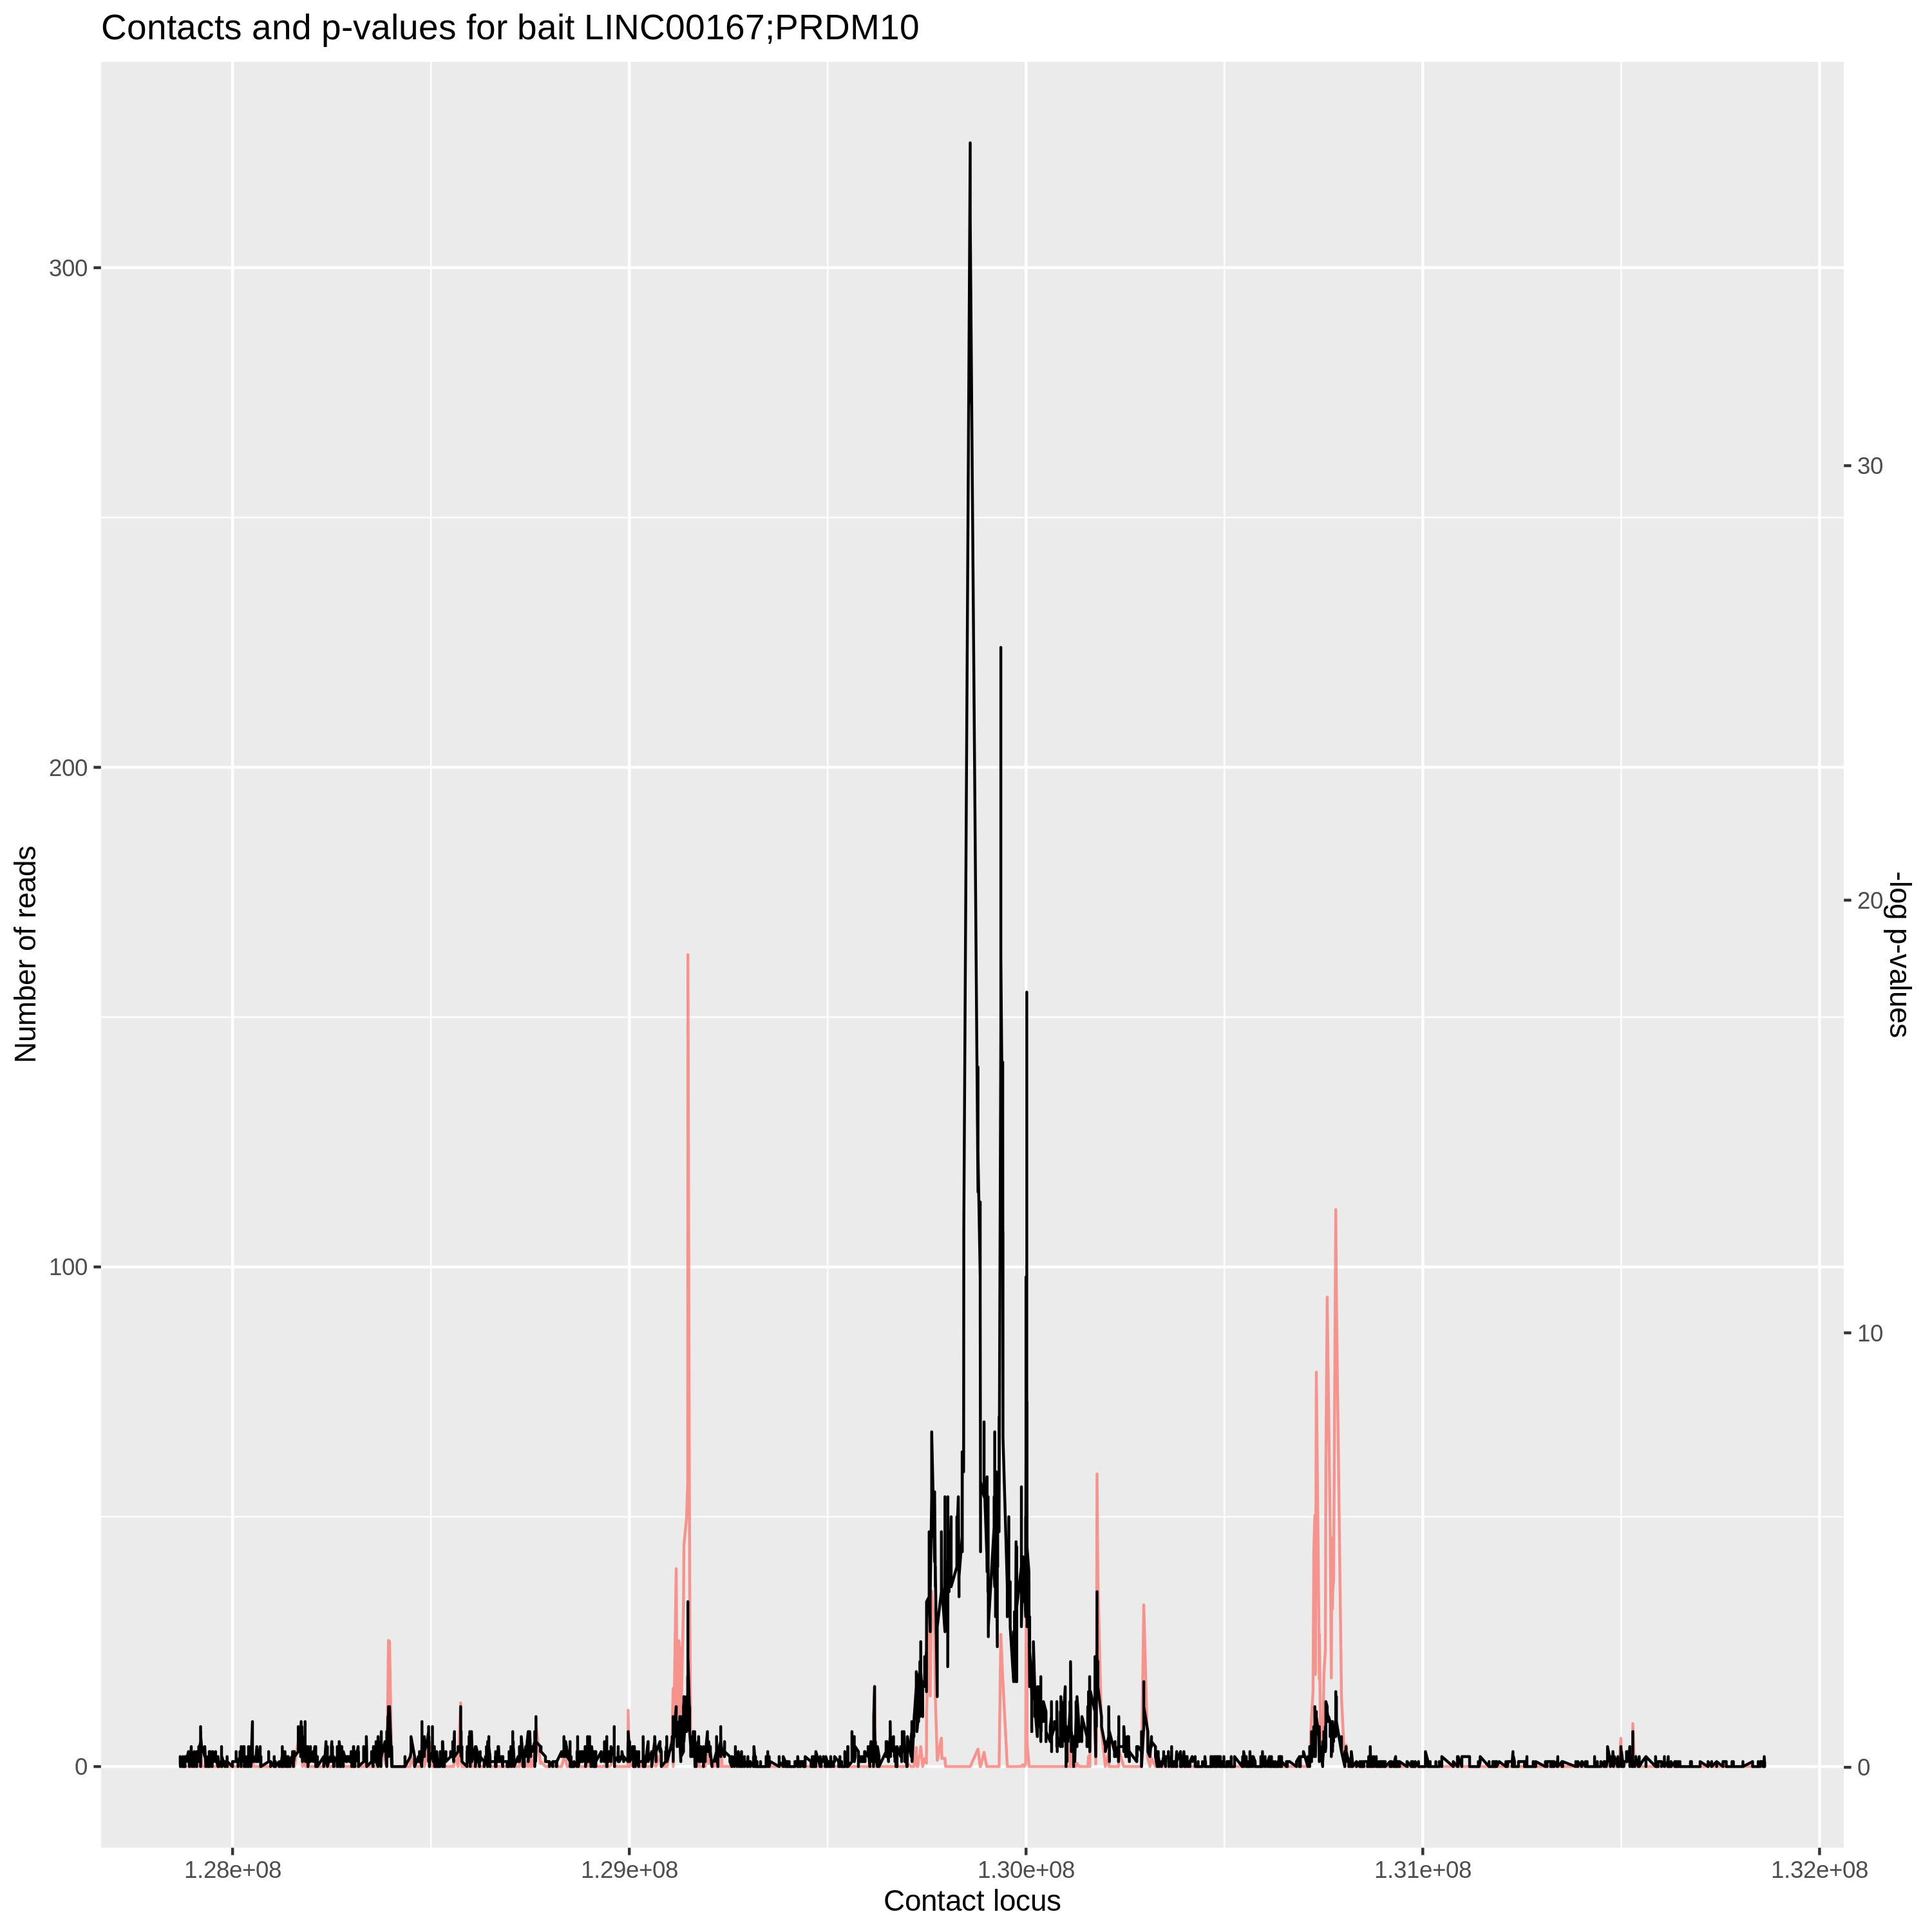 Contacts and p-values for bait LINC00167;PRDM10
300
200
100
0
Number of reads
30
20
10
0
-log p-values
1.28e+08
1.29e+08
1.30e+08
1.31e+08
1.32e+08
Contact locus